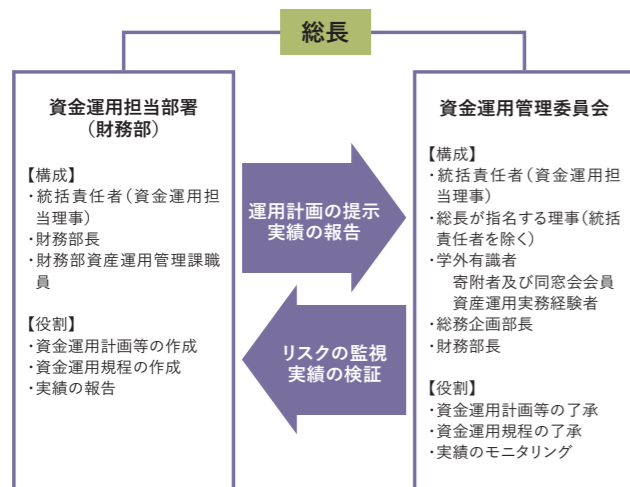 総長
資金運用担当部署
（財務部）
【構成】
・統括責任者（資金運用担
当理事）
・財務部長
・財務部資産運用管理課職
員
【役割】
・資金運用計画等の作成
・資金運用規程の作成
・実績の報告
運用計画の提示
実績の報告
リスクの監視
実績の検証
資金運用管理委員会
【構成】
・統括責任者（資金運用担
当理事）
・総長が指名する理事（統括
責任者を除く）
・学外有識者
寄附者及び同窓会会員
資産運用実務経験者
・総務企画部長
・財務部長
【役割】
・資金運用計画等の了承
・資金運用規程の了承
・実績のモニタリング